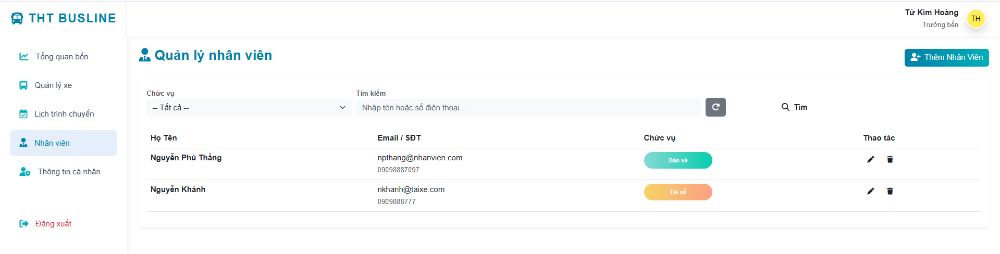 THT BUSLINE
Từ Kim Hoàng
Trưởng bến
TH
Tổng quan bến
Quản lý xe
Lịch trình chuyến
Nhân viên
Thông tin cá nhân
Đăng xuất
Quản lý nhân viên
Thêm Nhân Viên
Chức vụ
Tìm kiếm
-- Tất cả --
Nhập tên hoặc số điện thoại...
Tìm
Họ Tên Email / SĐT Chức vụ Thao tác
Nguyễn Phú Thắng npthang@nhanvien.com Bán vé
09098887097
Nguyễn Khánh nkhanh@taixe.com Tài xế
0909888777